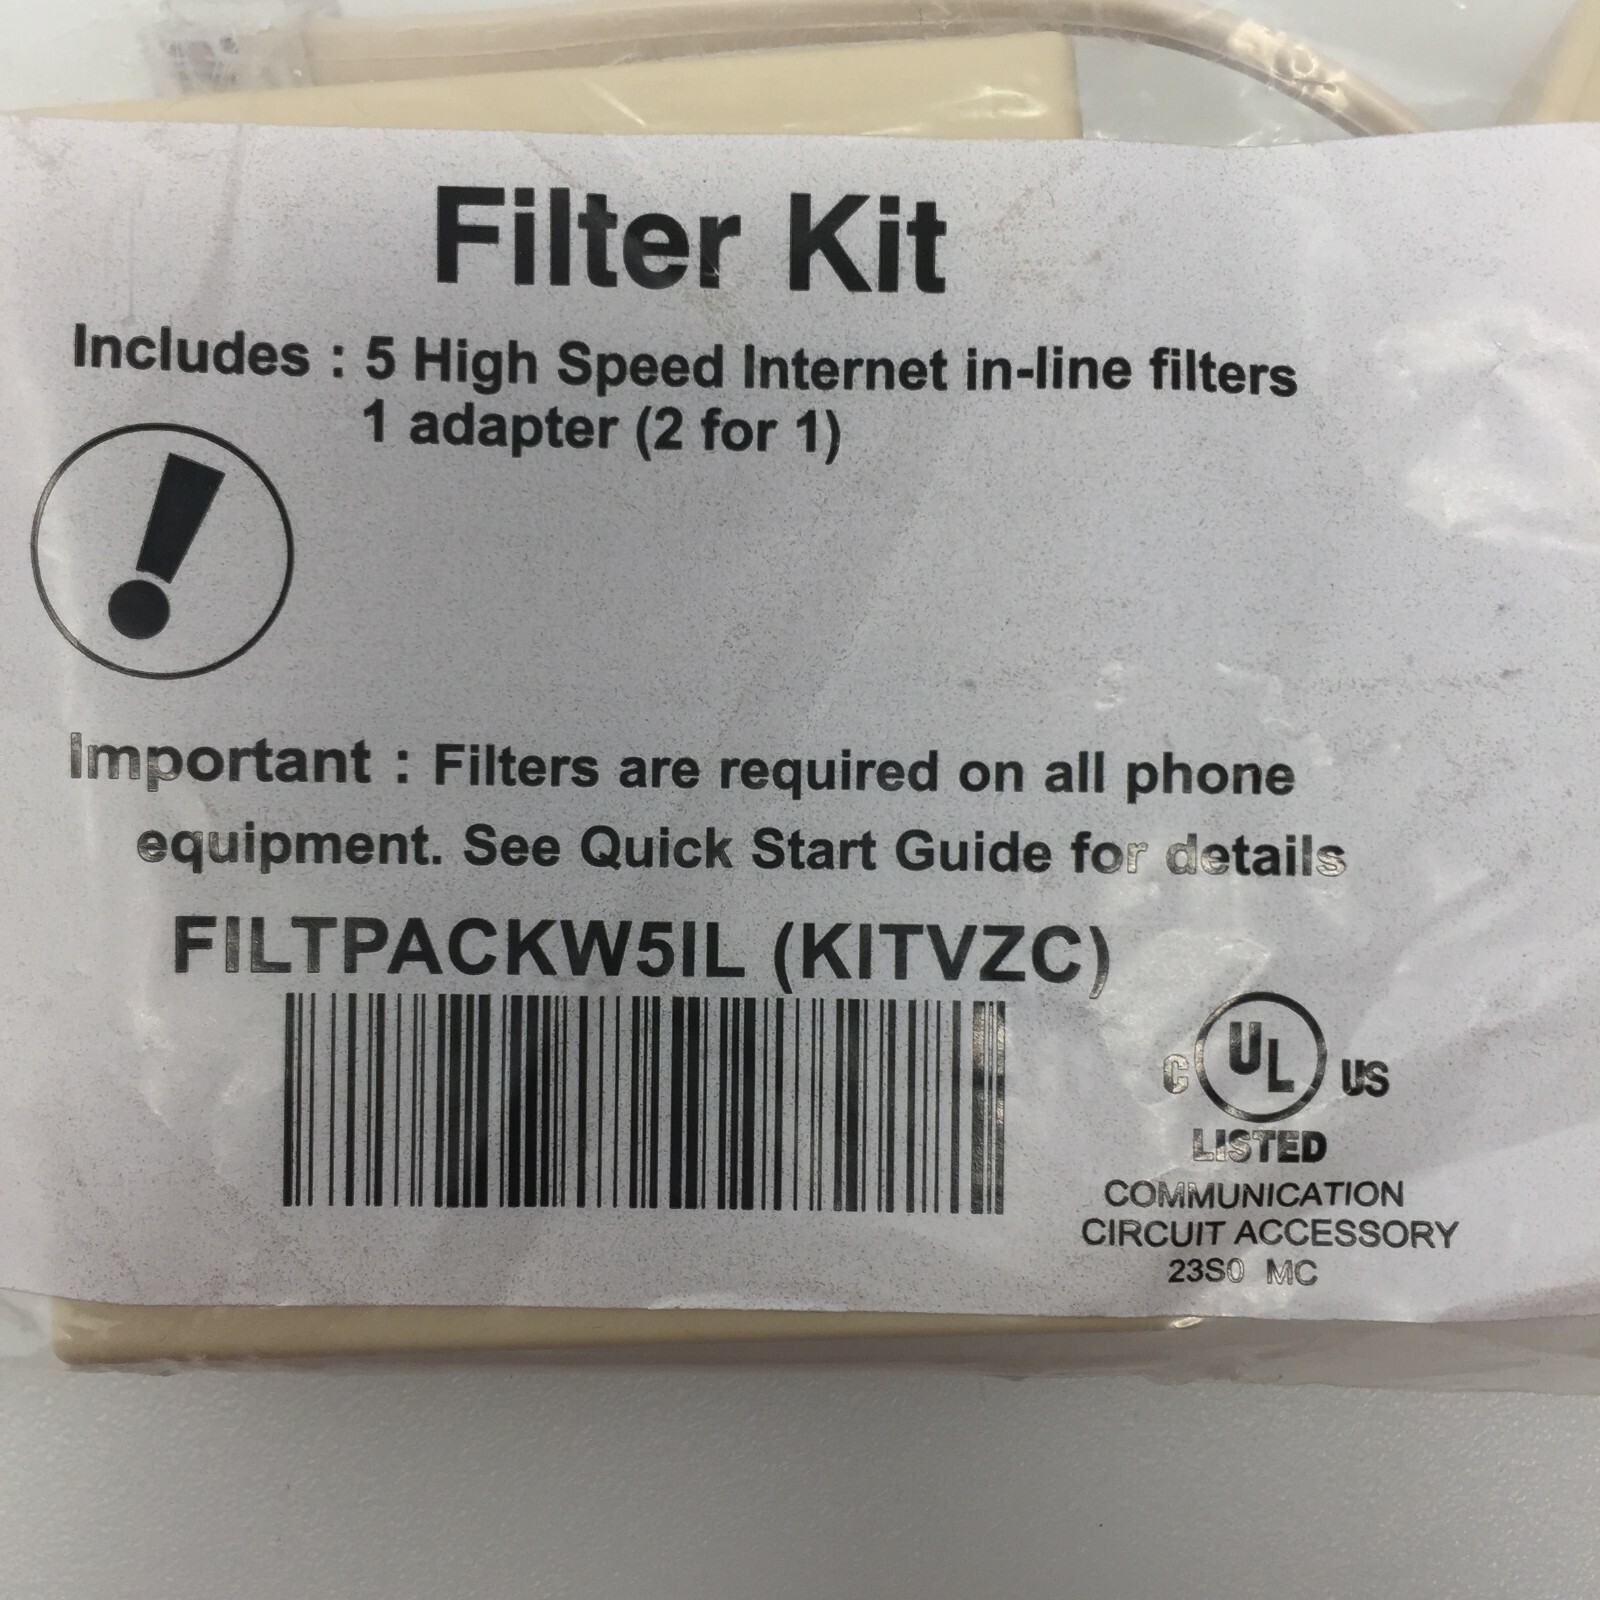 Filter Kit
Includes : 5 High Speed Internet in-line filters
1 adapter (2 for 1)
Important : Filters are required on all phone
equipment. See Quick Start Guide for details
FILTPACKW5IL (KITVZC)
C UL US
LISTED
COMMUNICATION
CIRCUIT ACCESSORY
23S0 MC